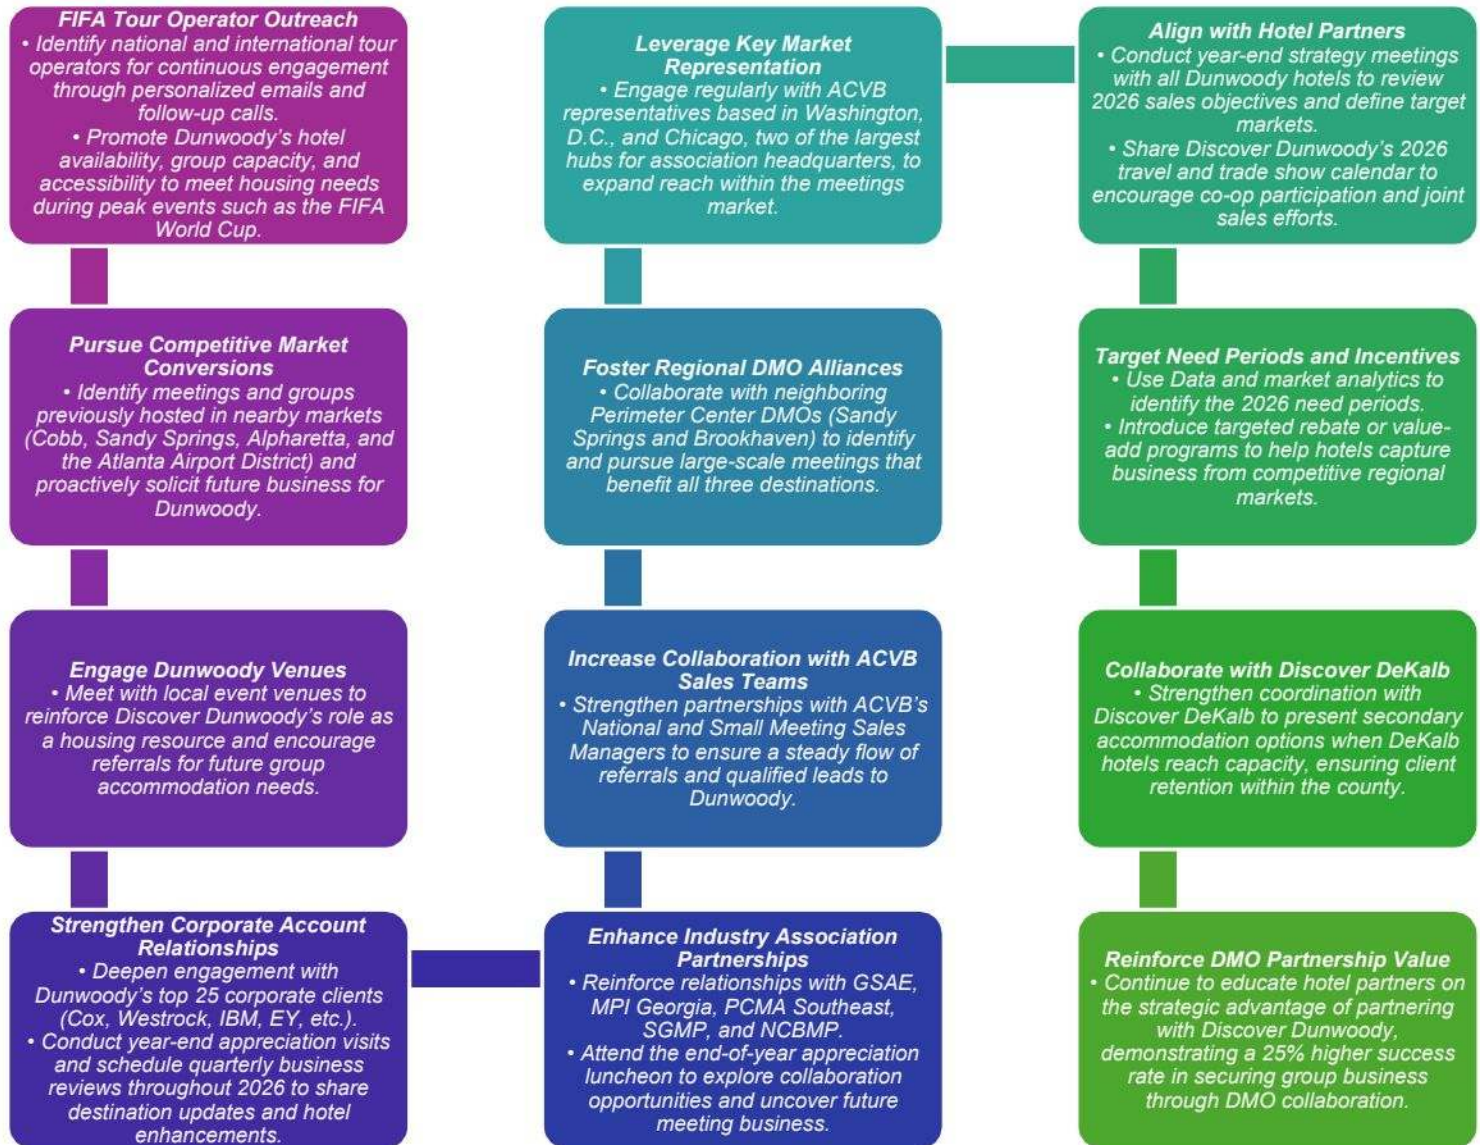 FIFA Tour Operator Outreach
• Identify national and international tour
operators for continuous engagement
through personalized emails and
follow-up calls.
• Promote Dunwoody's hotel
availability, group capacity, and
accessibility to meet housing needs
during peak events such as the FIFA
World Cup.
Pursue Competitive Market
Conversions
• Identify meetings and groups
previously hosted in nearby markets
(Cobb, Sandy Springs, Alpharetta, and
the Atlanta Airport District) and
proactively solicit future business for
Dunwoody.
Engage Dunwoody Venues
• Meet with local event venues to
reinforce Discover Dunwoody's role as
a housing resource and encourage
referrals for future group
accommodation needs.
Strengthen Corporate Account
Relationships
• Deepen engagement with
Dunwoody's top 25 corporate clients
(Cox, Westrock, IBM, EY, etc.).
• Conduct year-end appreciation visits
and schedule quarterly business
reviews throughout 2026 to share
destination updates and hotel
enhancements.
Enhance Industry Association
Partnerships
• Reinforce relationships with GSAE,
MPI Georgia, PCMA Southeast,
SGMP, and NCBMP.
• Attend the end-of-year appreciation
luncheon to explore collaboration
opportunities and uncover future
meeting business.
Increase Collaboration with ACVB
Sales Teams
• Strengthen partnerships with ACVB's
National and Small Meeting Sales
Managers to ensure a steady flow of
referrals and qualified leads to
Dunwoody.
Foster Regional DMO Alliances
• Collaborate with neighboring
Perimeter Center DMOs (Sandy
Springs and Brookhaven) to identify
and pursue large-scale meetings that
benefit all three destinations.
Leverage Key Market
Representation
• Engage regularly with ACVB
representatives based in Washington,
D.C., and Chicago, two of the largest
hubs for association headquarters, to
expand reach within the meetings
market.
Align with Hotel Partners
• Conduct year-end strategy meetings
with all Dunwoody hotels to review
2026 sales objectives and define target
markets.
• Share Discover Dunwoody's 2026
travel and trade show calendar to
encourage co-op participation and joint
sales efforts.
Target Need Periods and Incentives
• Use Data and market analytics to
identify the 2026 need periods.
• Introduce targeted rebate or value-
add programs to help hotels capture
business from competitive regional
markets.
Collaborate with Discover DeKalb
• Strengthen coordination with
Discover DeKalb to present secondary
accommodation options when DeKalb
hotels reach capacity, ensuring client
retention within the county.
Reinforce DMO Partnership Value
• Continue to educate hotel partners on
the strategic advantage of partnering
with Discover Dunwoody,
demonstrating a 25% higher success
rate in securing group business
through DMO collaboration.